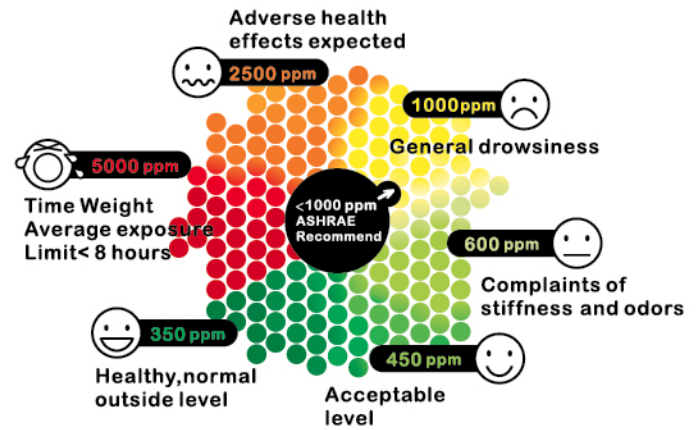 Adverse health
effects expected
2500 ppm
1000ppm
General drowsiness
5000 ppm
Time Weight
Average exposure
Limit< 8 hours
<1000 ppm
ASHRAE
Recommend
600 ppm
Complaints of
stiffness and odors
350 ppm
Healthy,normal
outside level
450 ppm
Acceptable
level